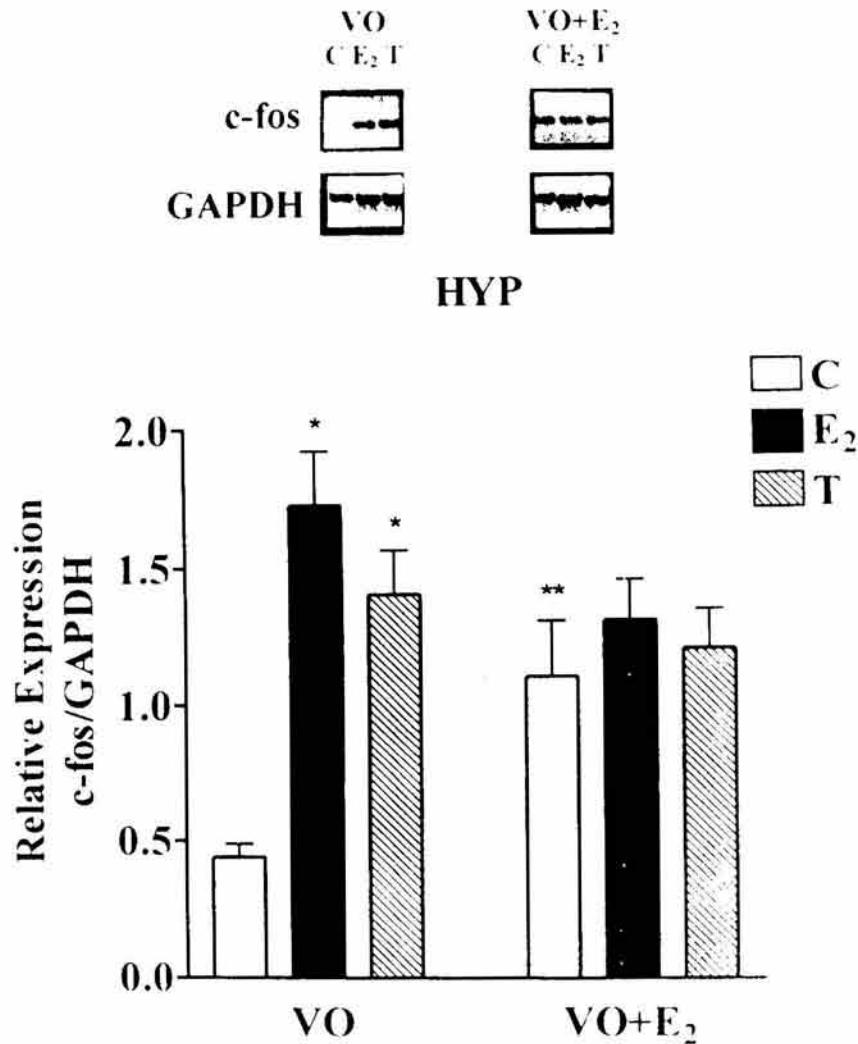 VO VO+E₂
C E₂ T C E₂ T
c-fos
GAPDH
HYP
C
E₂
T
Relative Expression
c-fos/GAPDH
2.0
1.5
1.0
0.5
0.0
*
*
**
VO VO+E₂